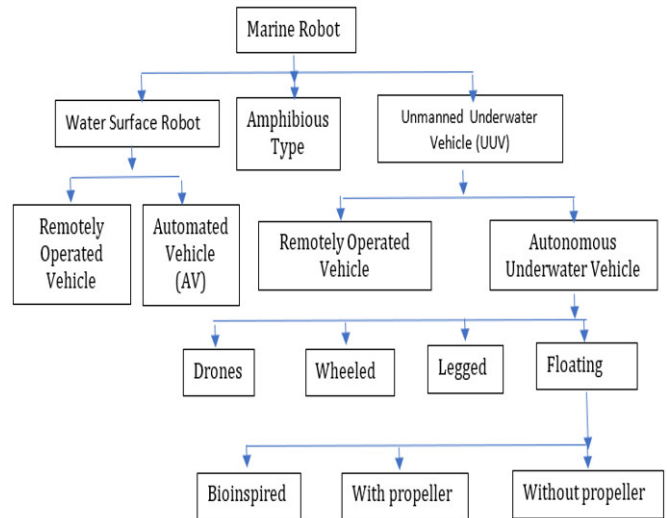 Marine Robot
Water Surface Robot
Amphibious
Type
Unmanned Underwater
Vehicle (UUV)
Remotely
Operated
Vehicle
Automated
Vehicle
(AV)
Remotely Operated
Vehicle
Autonomous
Underwater Vehicle
Drones
Wheeled
Legged
Floating
Bioinspired
With propeller
Without propeller